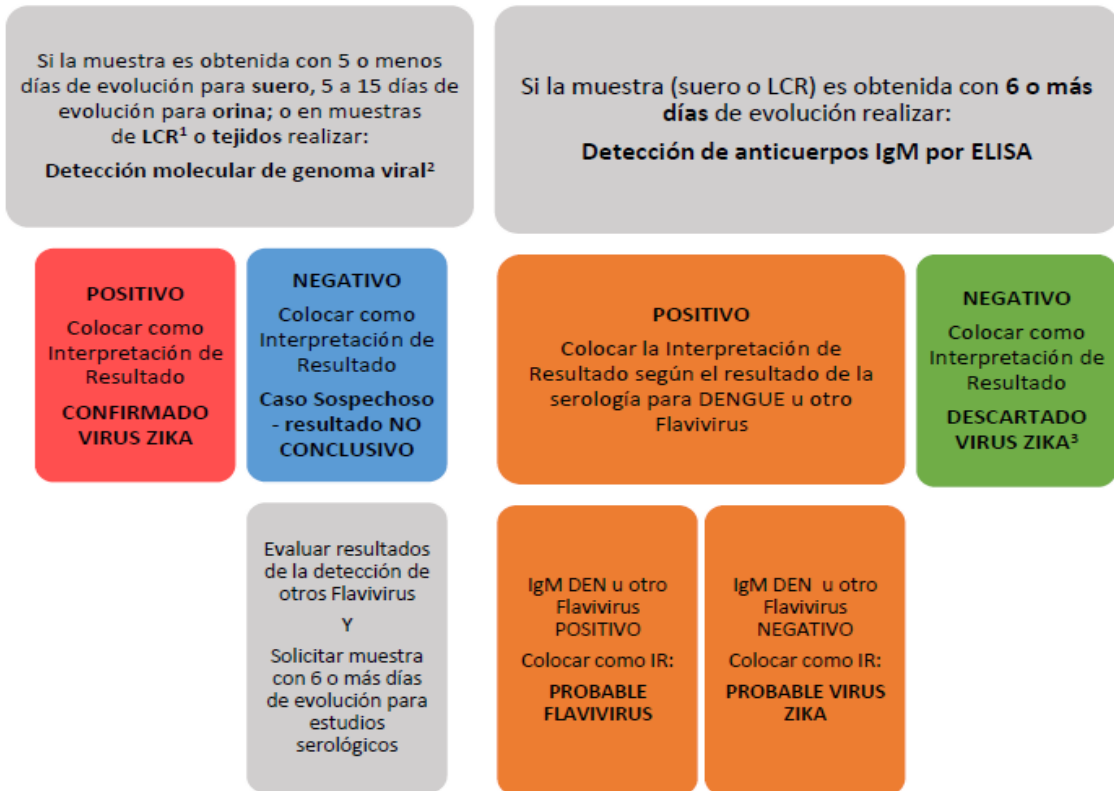 Si la muestra es obtenida con 5 o menos
días de evolución para suero, 5 a 15 días de
evolución para orina; o en muestras
de LCR¹ o tejidos realizar:
Detección molecular de genoma viral²
Si la muestra (suero o LCR) es obtenida con 6 o más
días de evolución realizar:
Detección de anticuerpos IgM por ELISA
POSITIVO
Colocar como
Interpretación de
Resultado
CONFIRMADO
VIRUS ZIKA
NEGATIVO
Colocar como
Interpretación de
Resultado
Caso Sospechoso
- resultado NO
CONCLUSIVO
POSITIVO
Colocar la Interpretación de
Resultado según el resultado de la
serología para DENGUE u otro
Flavivirus
NEGATIVO
Colocar como
Interpretación de
Resultado
DESCARTADO
VIRUS ZIKA³
Evaluar resultados
de la detección de
otros Flavivirus
Y
Solicitar muestra
con 6 o más días
de evolución para
estudios
serológicos
IgM DEN u otro
Flavivirus
POSITIVO
Colocar como IR:
PROBABLE
FLAVIVIRUS
IgM DEN u otro
Flavivirus
NEGATIVO
Colocar como IR:
PROBABLE VIRUS
ZIKA